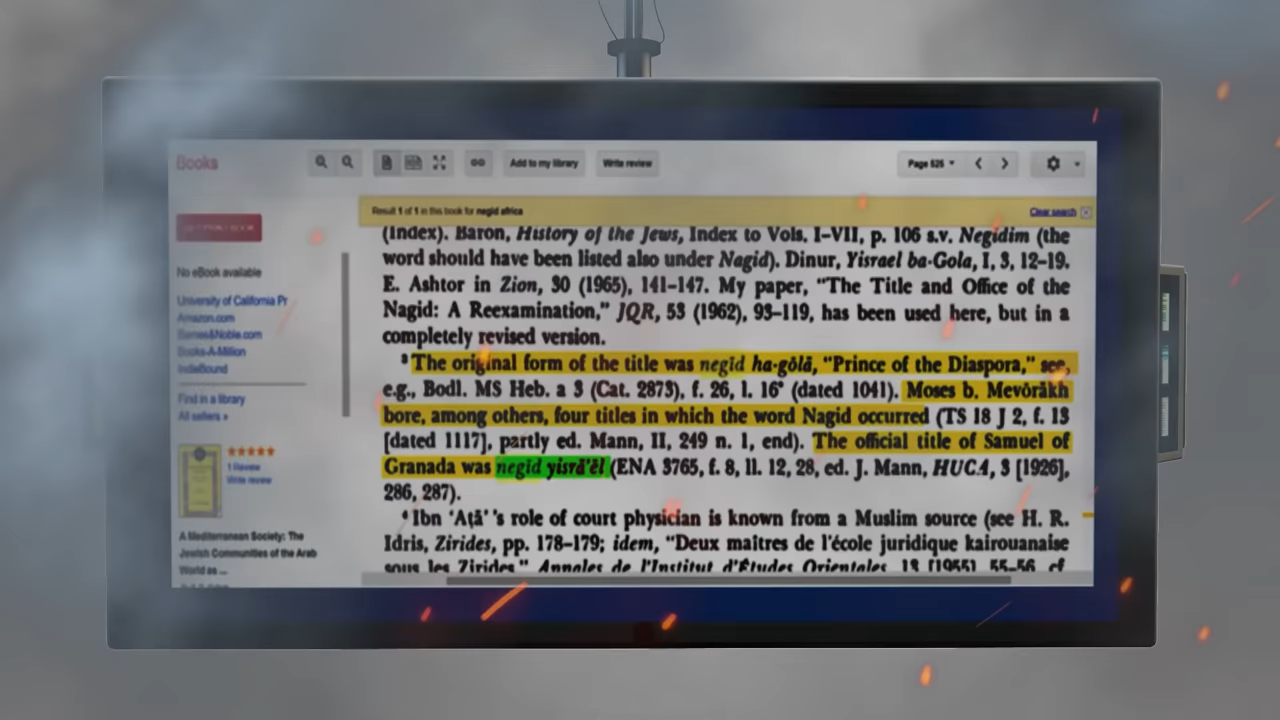 Books
Add to my library
Write review
Page 525
Result 1 of 1 in this book for negid africa
Clear search
No eBook available
University of California Pr
Amazon.com
Barnes&Noble.com
Books-A-Million
IndieBound
Find in a library
All sellers »
1 Review
Write review
A Mediterranean Society: The
Jewish Communities of the Arab
World as ...
(Index). Baron, History of the Jews, Index to Vols. I–VII, p. 106 s.v. Negidim (the
word should have been listed also under Nagid). Dinur, Yisrael ba-Gola, I, 3, 12–19.
E. Ashtor in Zion, 30 (1965), 141–147. My paper, “The Title and Office of the
Nagid: A Reexamination,” JQR, 53 (1962), 93–119, has been used here, but in a
completely revised version.
³ The original form of the title was negīd ha-gōlā, “Prince of the Diaspora,” see,
e.g., Bodl. MS Heb. a 3 (Cat. 2873), f. 26, l. 16* (dated 1041). Moses b. Mevōrākh
bore, among others, four titles in which the word Nagid occurred (TS 18 J 2, f. 13
[dated 1117], partly ed. Mann, II, 249 n. 1, end). The official title of Samuel of
Granada was negīd yisrā’ēl (ENA 3765, f. 8, ll. 12, 28, ed. J. Mann, HUCA, 3 [1926],
286, 287).
⁴ Ibn ‘Aṭā’ ’s role of court physician is known from a Muslim source (see H. R.
Idris, Zirides, pp. 178–179; idem, “Deux maîtres de l’école juridique kairouanaise
sous les Zirides,” Annales de l’Institut d’Études Orientales, 13 [1955], 55–56, cf.